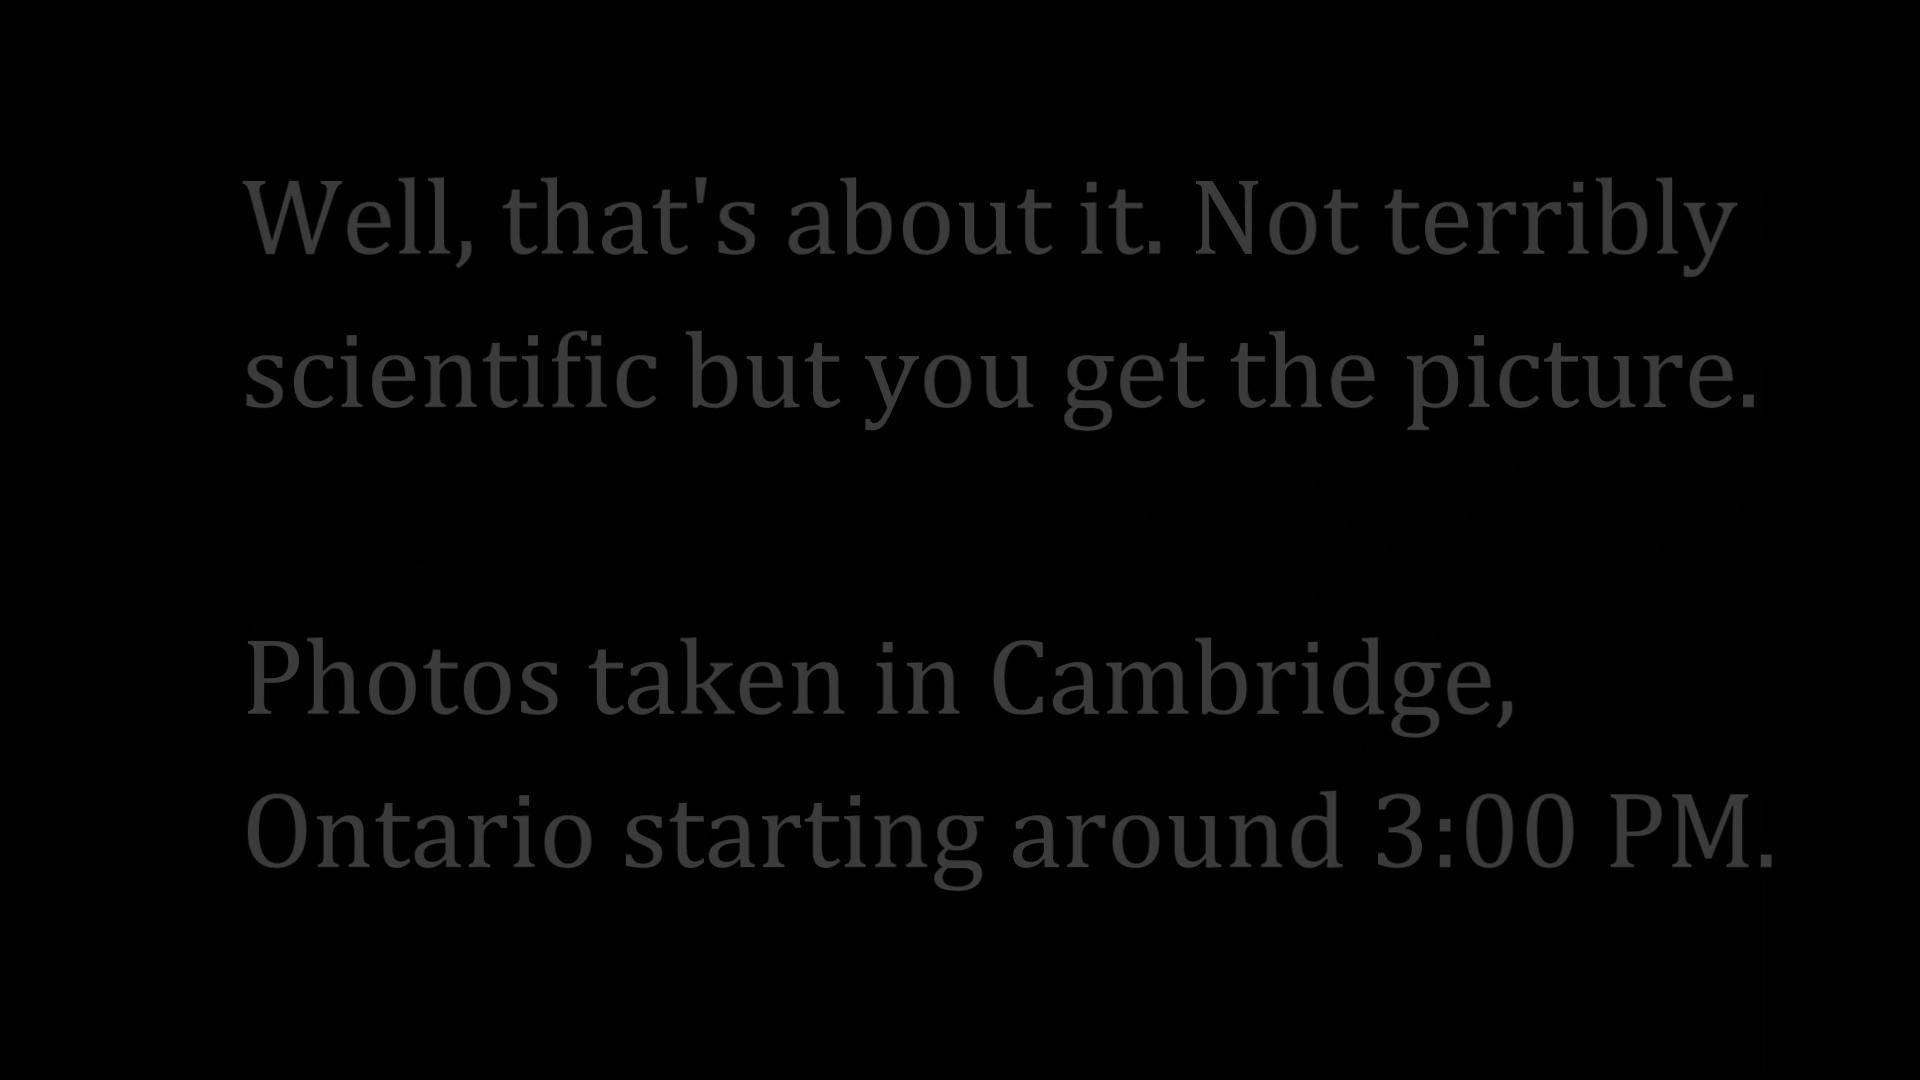 Well, that's about it. Not terribly
scientific but you get the picture.
Photos taken in Cambridge,
Ontario starting around 3:00 PM.